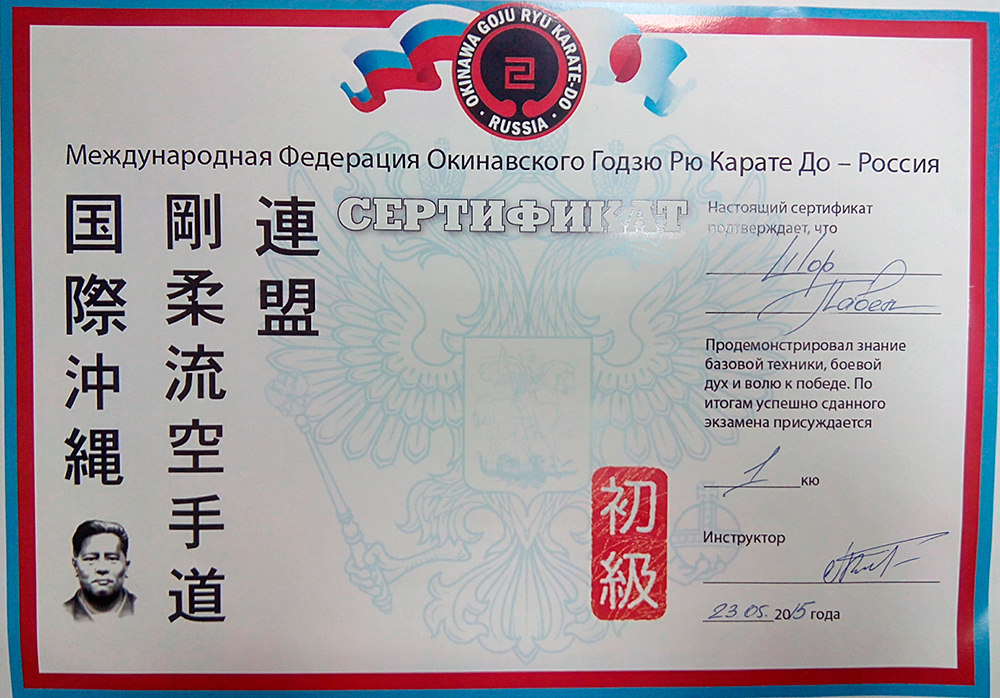 OKINAWA GOJU RYU KARATE-DO
· RUSSIA ·
Международная Федерация Окинавского Годзю Рю Карате До – Россия
国際沖縄
剛柔流空手道
連盟
СЕРТИФИКАТ
Настоящий сертификат
подтверждает, что
Шор
Павел
Продемонстрировал знание
базовой техники, боевой
дух и волю к победе. По
итогам успешно сданного
экзамена присуждается
1 кю
初級
Инструктор
23.05.2015 года